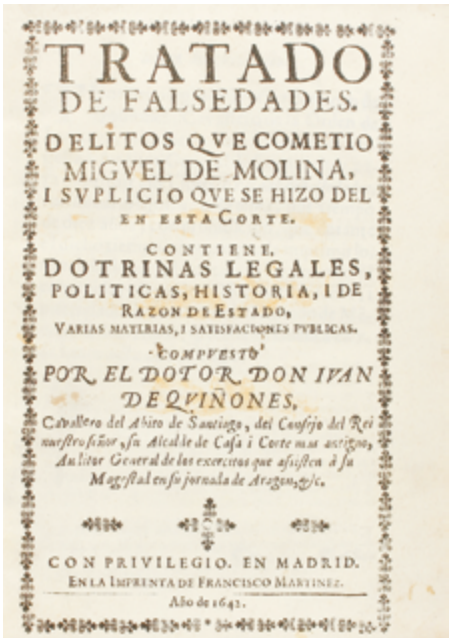 TRATADO
DE FALSEDADES.
DELITOS QVE COMETIO
MIGVEL DE MOLINA,
I SVPLICIO QVE SE HIZO DEL
EN ESTA CORTE.
CONTIENE.
DOTRINAS LEGALES,
POLITICAS, HISTORIA, I DE
RAZON DE ESTADO,
VARIAS MATERIAS, I SATISFACIONES PVBLICAS.
COMPVESTO
POR EL DOTOR DON IVAN
DE QVIÑONES,
Cavallero del Abito de Santiago, del Consejo del Rei
nuestro señor, su Alcalde de Casa i Corte mas antiguo,
Auditor General de los exercitos que assisten à su
Magestad en su jornada de Aragon, &c.
CON PRIVILEGIO. EN MADRID.
EN LA IMPRENTA DE FRANCISCO MARTINEZ.
Año de 1642.